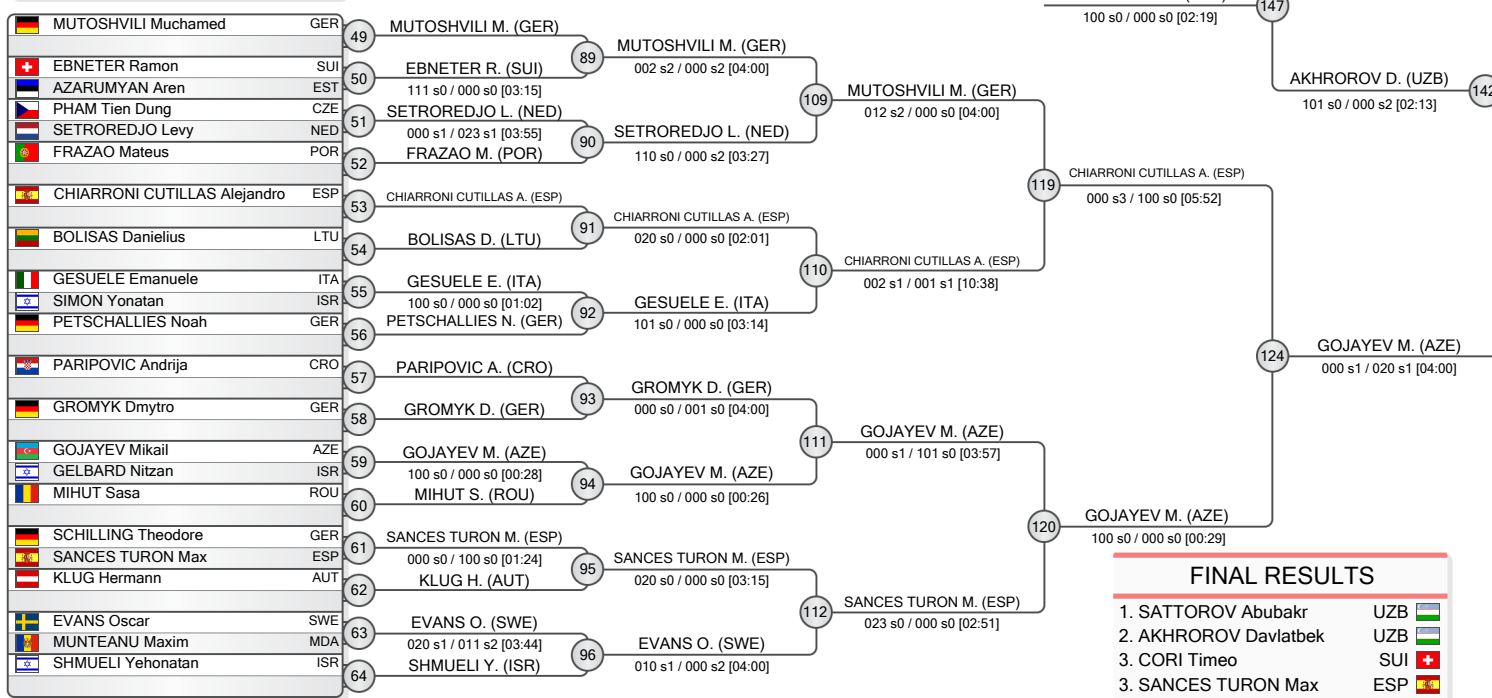 MUTOSHVILI Muchamed GER
EBNETER Ramon SUI
AZARUMYAN Aren EST
PHAM Tien Dung CZE
SETROREDJO Levy NED
FRAZAO Mateus POR
CHIARRONI CUTILLAS Alejandro ESP
BOLISAS Danielius LTU
GESUELE Emanuele ITA
SIMON Yonatan ISR
PETSCHALLIES Noah GER
PARIPOVIC Andrija CRO
GROMYK Dmytro GER
GOJAYEV Mikail AZE
GELBARD Nitzan ISR
MIHUT Sasa ROU
SCHILLING Theodore GER
SANCES TURON Max ESP
KLUG Hermann AUT
EVANS Oscar SWE
MUNTEANU Maxim MDA
SHMUELI Yehonatan ISR
49
MUTOSHVILI M. (GER)
50
EBNETER R. (SUI)
111 s0 / 000 s0 [03:15]
51
SETROREDJO L. (NED)
000 s1 / 023 s1 [03:55]
52
FRAZAO M. (POR)
53
CHIARRONI CUTILLAS A. (ESP)
54
BOLISAS D. (LTU)
55
GESUELE E. (ITA)
100 s0 / 000 s0 [01:02]
56
PETSCHALLIES N. (GER)
57
PARIPOVIC A. (CRO)
58
GROMYK D. (GER)
59
GOJAYEV M. (AZE)
100 s0 / 000 s0 [00:28]
60
MIHUT S. (ROU)
61
SANCES TURON M. (ESP)
000 s0 / 100 s0 [01:24]
62
KLUG H. (AUT)
63
EVANS O. (SWE)
020 s1 / 011 s2 [03:44]
64
SHMUELI Y. (ISR)
89
MUTOSHVILI M. (GER)
002 s2 / 000 s2 [04:00]
90
SETROREDJO L. (NED)
110 s0 / 000 s2 [03:27]
91
CHIARRONI CUTILLAS A. (ESP)
020 s0 / 000 s0 [02:01]
92
GESUELE E. (ITA)
101 s0 / 000 s0 [03:14]
93
GROMYK D. (GER)
000 s0 / 001 s0 [04:00]
94
GOJAYEV M. (AZE)
100 s0 / 000 s0 [00:26]
95
SANCES TURON M. (ESP)
020 s0 / 000 s0 [03:15]
96
EVANS O. (SWE)
010 s1 / 000 s2 [04:00]
109
MUTOSHVILI M. (GER)
012 s2 / 000 s0 [04:00]
110
CHIARRONI CUTILLAS A. (ESP)
002 s1 / 001 s1 [10:38]
111
GOJAYEV M. (AZE)
000 s1 / 101 s0 [03:57]
112
SANCES TURON M. (ESP)
023 s0 / 000 s0 [02:51]
119
CHIARRONI CUTILLAS A. (ESP)
000 s3 / 100 s0 [05:52]
120
GOJAYEV M. (AZE)
100 s0 / 000 s0 [00:29]
124
GOJAYEV M. (AZE)
000 s1 / 020 s1 [04:00]
100 s0 / 000 s0 [02:19]
147
AKHROROV D. (UZB)
101 s0 / 000 s2 [02:13]
142
FINAL RESULTS
1. SATTOROV Abubakr UZB
2. AKHROROV Davlatbek UZB
3. CORI Timeo SUI
3. SANCES TURON Max ESP